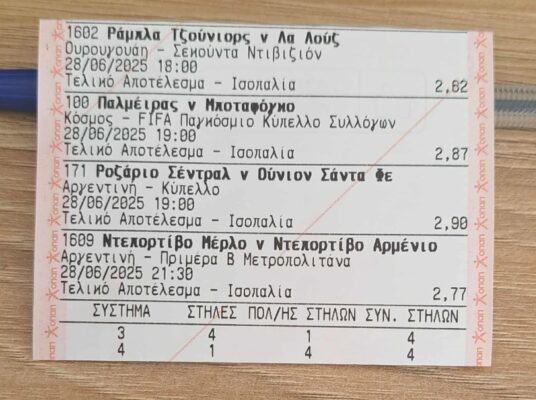 1602 Ράμπλα Τζούνιορς v Λα Λουζ
Ουρουγουάη - Σεκούντα Ντιβιζιόν
28/06/2025 18:00
Τελικό Αποτέλεσμα - Ισοπαλία 2,62
100 Παλμέιρας v Μποταφόγκο
Κόσμος - FIFA Παγκόσμιο Κύπελλο Συλλόγων
28/06/2025 19:00
Τελικό Αποτέλεσμα - Ισοπαλία 2,87
171 Ροζάριο Σέντραλ v Ούνιον Σάντα Φε
Αργεντινή - Κύπελλο
28/06/2025 19:00
Τελικό Αποτέλεσμα - Ισοπαλία 2,90
1609 Ντεπορτίβο Μέρλο v Ντεπορτίβο Αρμένιο
Αργεντινή - Πριμέρα Β Μετροπολιτάνα
28/06/2025 21:30
Τελικό Αποτέλεσμα - Ισοπαλία 2,77
ΣΥΣΤΗΜΑ ΣΤΗΛΕΣ ΠΟΛ/ΗΣ ΣΤΗΛΩΝ ΣΥΝ. ΣΤΗΛΩΝ
3 4 1 4
4 1 4 4